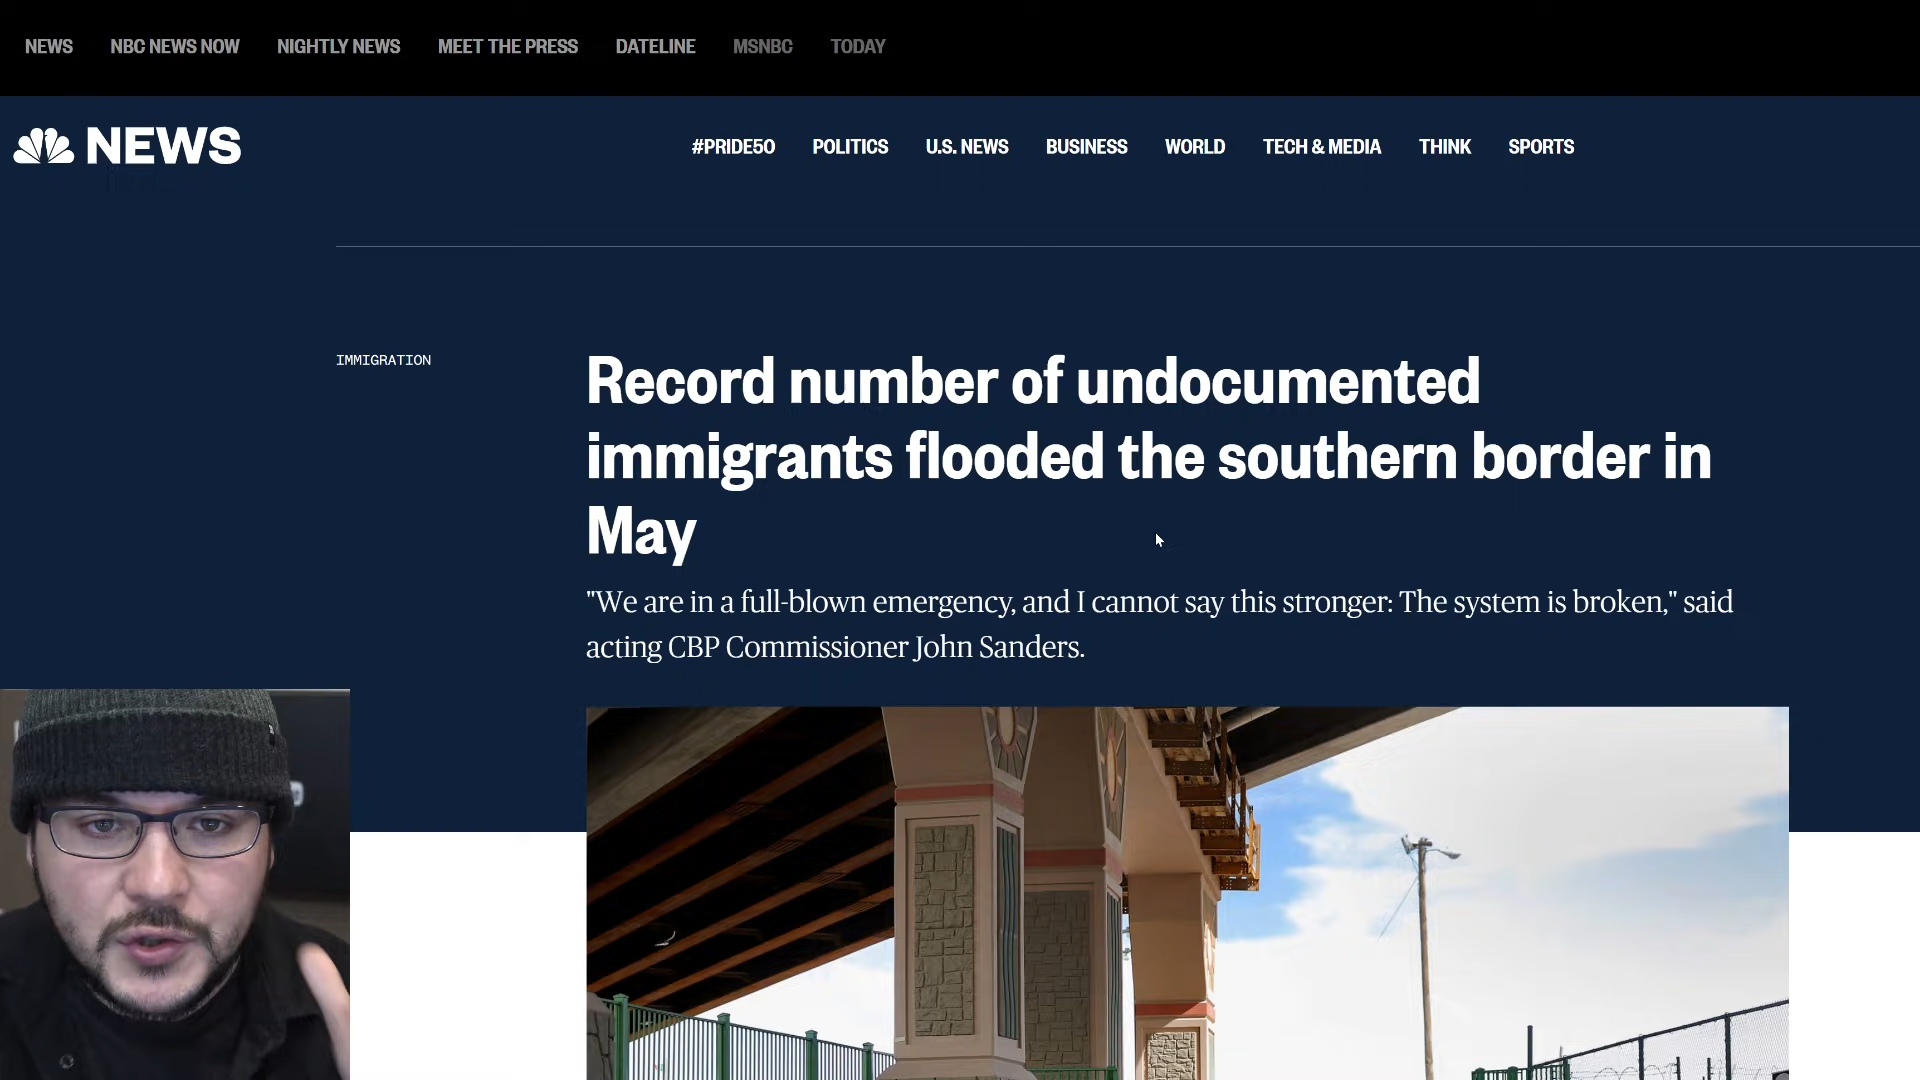 NEWS NBC NEWS NOW NIGHTLY NEWS MEET THE PRESS DATELINE MSNBC TODAY
NEWS #PRIDE50 POLITICS U.S. NEWS BUSINESS WORLD TECH & MEDIA THINK SPORTS
IMMIGRATION
Record number of undocumented
immigrants flooded the southern border in
May
"We are in a full-blown emergency, and I cannot say this stronger: The system is broken," said
acting CBP Commissioner John Sanders.